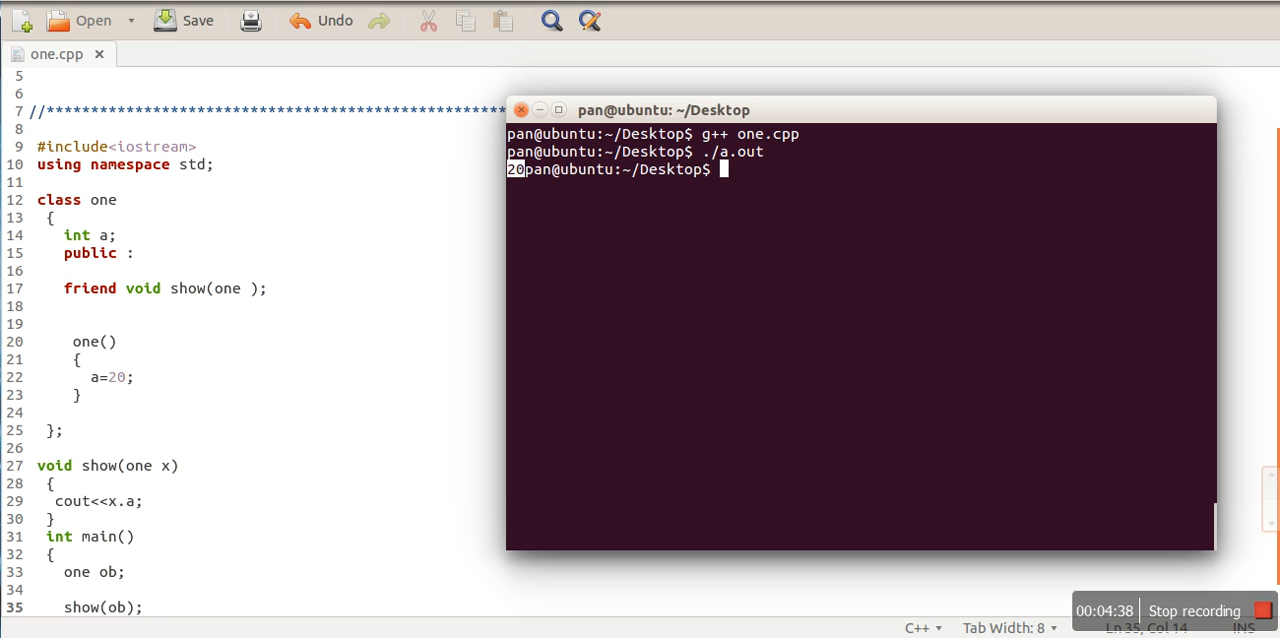 Open Save Undo
one.cpp ×
5
6
7 //****************************************************
8
9 #include<iostream>
10 using namespace std;
11
12 class one
13 {
14 int a;
15 public :
16
17 friend void show(one );
18
19
20 one()
21 {
22 a=20;
23 }
24
25 };
26
27 void show(one x)
28 {
29 cout<<x.a;
30 }
31 int main()
32 {
33 one ob;
34
35 show(ob);
pan@ubuntu: ~/Desktop
pan@ubuntu:~/Desktop$ g++ one.cpp
pan@ubuntu:~/Desktop$ ./a.out
20pan@ubuntu:~/Desktop$
00:04:38 Stop recording
C++ Tab Width: 8 Ln 35, Col 14 INS